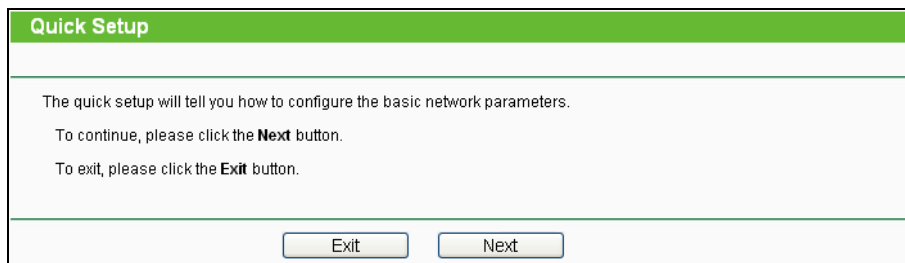 Quick Setup
The quick setup will tell you how to configure the basic network parameters.
To continue, please click the Next button.
To exit, please click the Exit button.
Exit Next